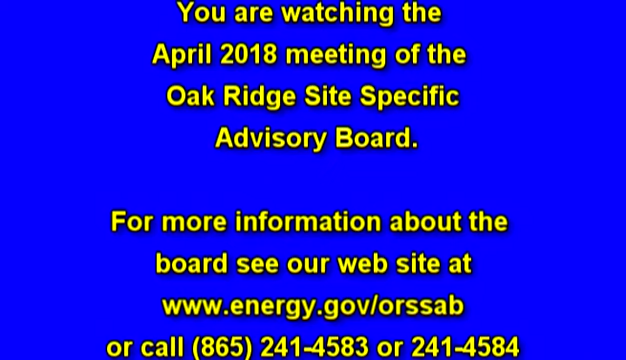 You are watching the
April 2018 meeting of the
Oak Ridge Site Specific
Advisory Board.
For more information about the
board see our web site at
www.energy.gov/orssab
or call (865) 241-4583 or 241-4584